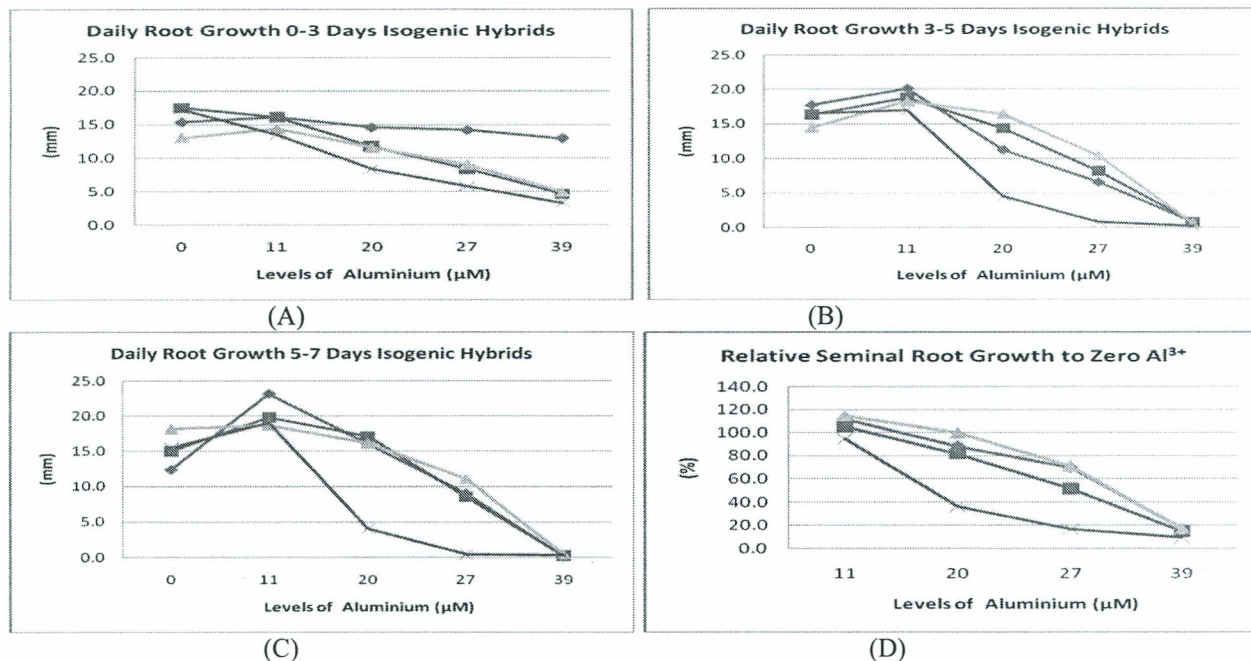 Daily Root Growth 0-3 Days Isogenic Hybrids
25.0
20.0
15.0
10.0
5.0
0.0
(mm)
0 11 20 27 39
Levels of Aluminium (µM)
(A)
Daily Root Growth 3-5 Days Isogenic Hybrids
25.0
20.0
15.0
10.0
5.0
0.0
(mm)
0 11 20 27 39
Levels of Aluminium (µM)
(B)
Daily Root Growth 5-7 Days Isogenic Hybrids
25.0
20.0
15.0
10.0
5.0
0.0
(mm)
0 11 20 27 39
Levels of Aluminium (µM)
(C)
Relative Seminal Root Growth to Zero Al³⁺
140.0
120.0
100.0
80.0
60.0
40.0
20.0
0.0
(%)
11 20 27 39
Levels of Aluminium (µM)
(D)